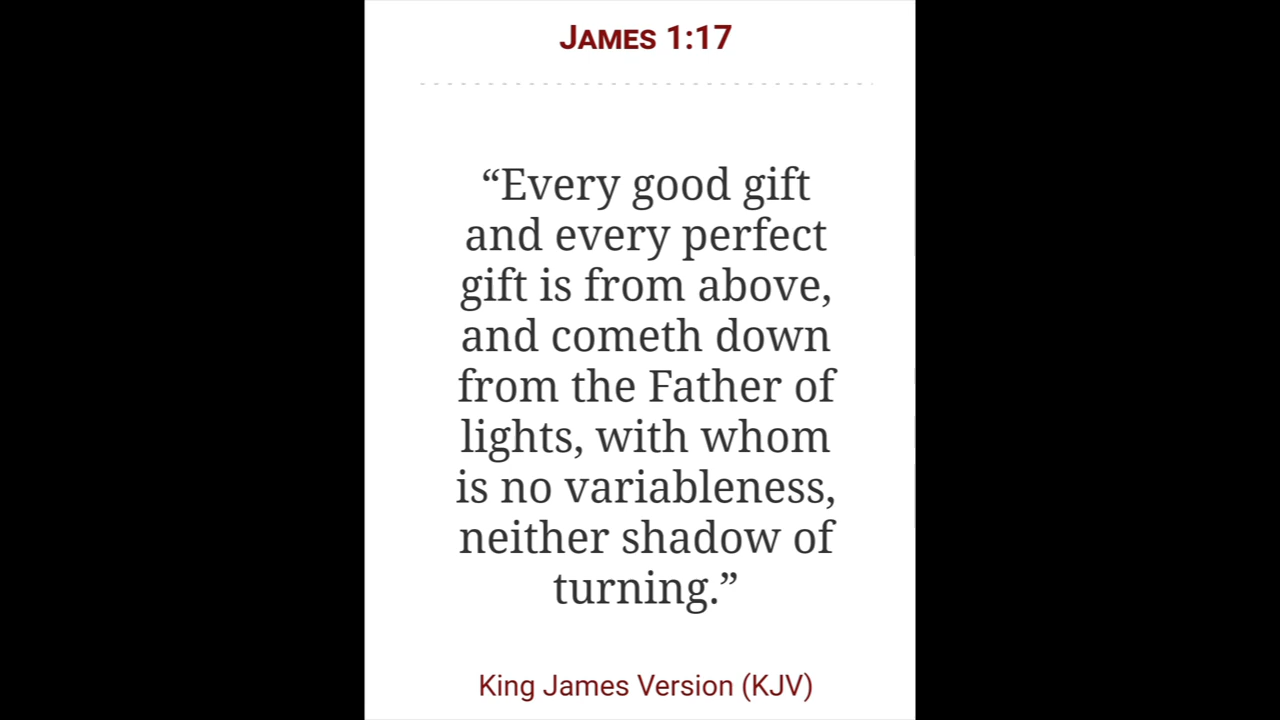 James 1:17
“Every good gift
and every perfect
gift is from above,
and cometh down
from the Father of
lights, with whom
is no variableness,
neither shadow of
turning.”
King James Version (KJV)